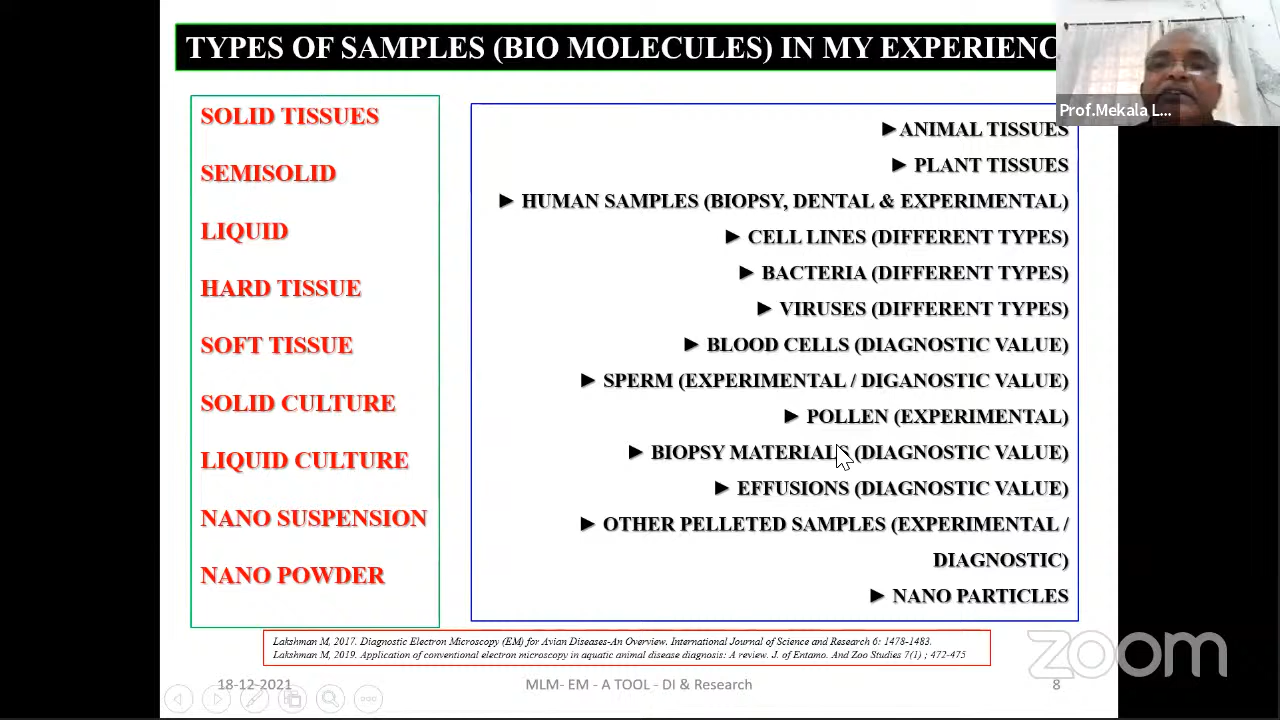 TYPES OF SAMPLES (BIO MOLECULES) IN MY EXPERIENC
Prof.Mekala L...
SOLID TISSUES
SEMISOLID
LIQUID
HARD TISSUE
SOFT TISSUE
SOLID CULTURE
LIQUID CULTURE
NANO SUSPENSION
NANO POWDER
►ANIMAL TISSUES
► PLANT TISSUES
► HUMAN SAMPLES (BIOPSY, DENTAL & EXPERIMENTAL)
► CELL LINES (DIFFERENT TYPES)
► BACTERIA (DIFFERENT TYPES)
► VIRUSES (DIFFERENT TYPES)
► BLOOD CELLS (DIAGNOSTIC VALUE)
► SPERM (EXPERIMENTAL / DIGANOSTIC VALUE)
► POLLEN (EXPERIMENTAL)
► BIOPSY MATERIALS (DIAGNOSTIC VALUE)
► EFFUSIONS (DIAGNOSTIC VALUE)
► OTHER PELLETED SAMPLES (EXPERIMENTAL /
DIAGNOSTIC)
► NANO PARTICLES
Lakshman M, 2017. Diagnostic Electron Microscopy (EM) for Avian Diseases-An Overview. International Journal of Science and Research 6: 1478-1483.
Lakshman M, 2019. Application of conventional electron microscopy in aquatic animal disease diagnosis: A review. J. of Entamo. And Zoo Studies 7(1) ; 472-475
zoom
18-12-2021
MLM- EM - A TOOL - DI & Research
8